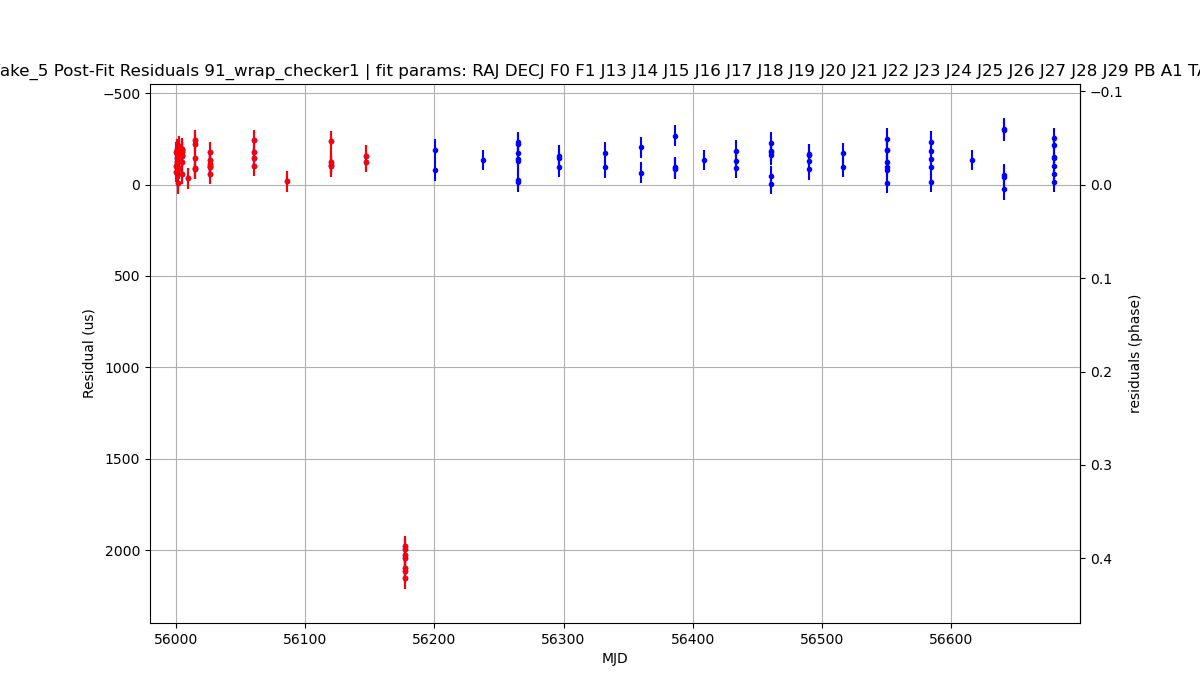 ake_5 Post-Fit Residuals 91_wrap_checker1 | fit params: RAJ DECJ F0 F1 J13 J14 J15 J16 J17 J18 J19 J20 J21 J22 J23 J24 J25 J26 J27 J28 J29 PB A1 TA
−500
0
500
1000
1500
2000
Residual (us)
−0.1
0.0
0.1
0.2
0.3
0.4
residuals (phase)
56000 56100 56200 56300 56400 56500 56600
MJD